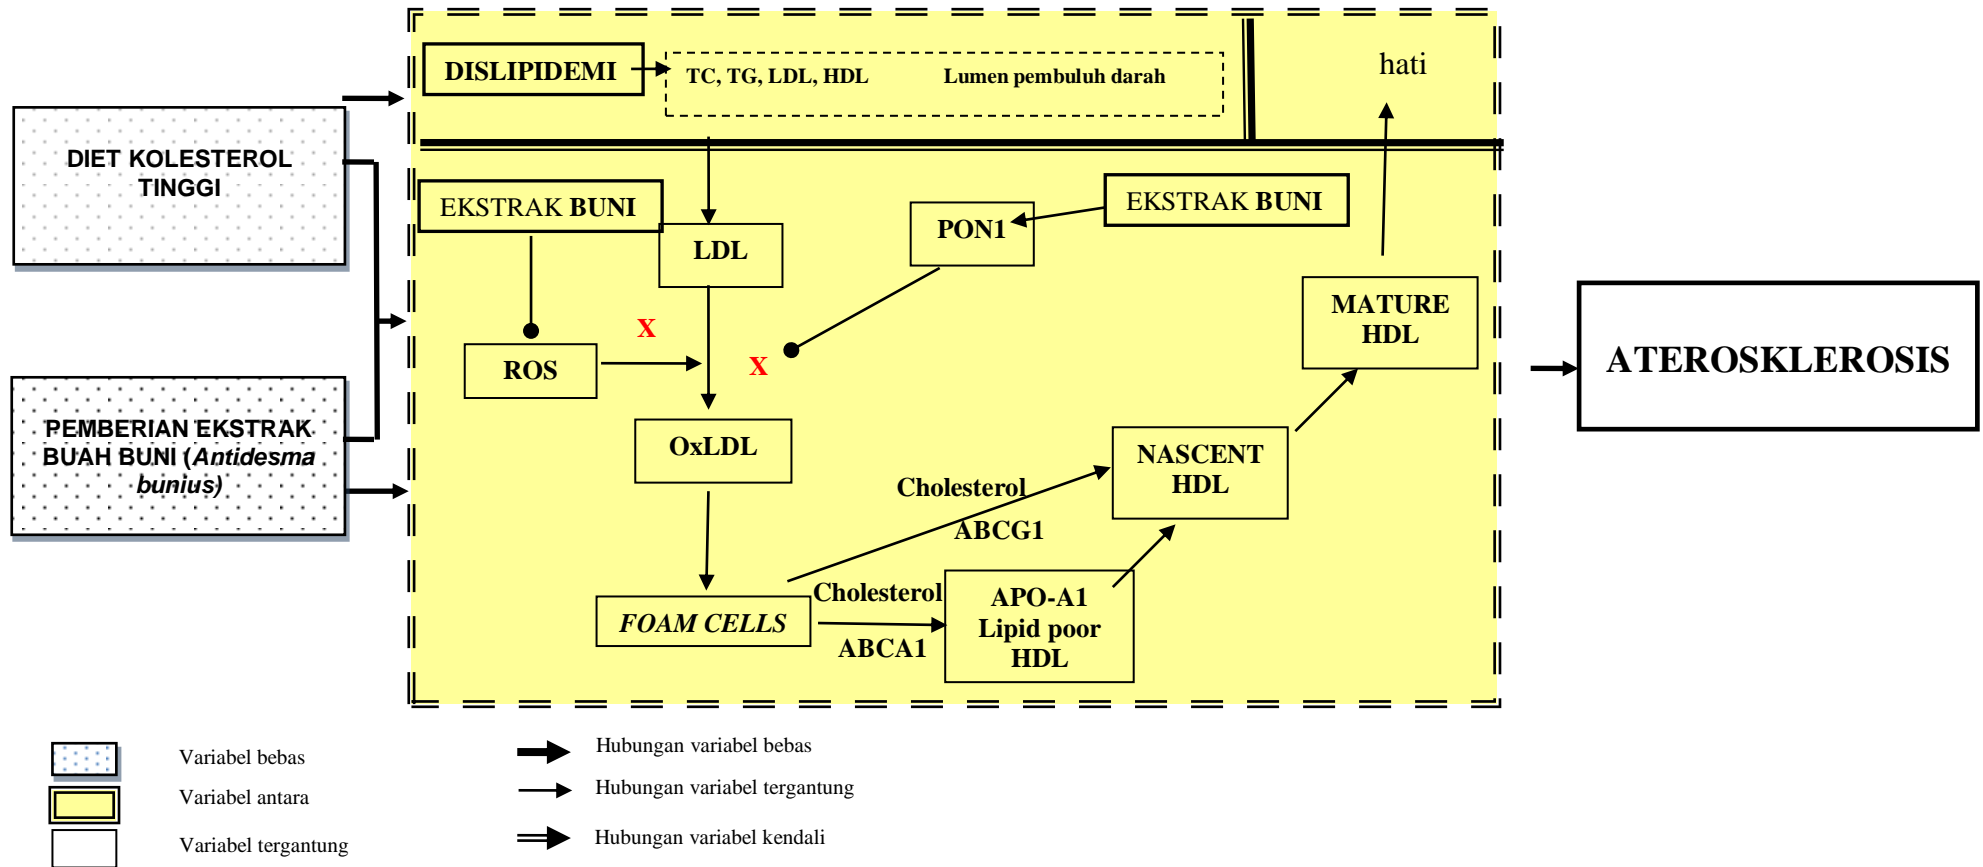 DISLIPIDEMI
TC, TG, LDL, HDL
Lumen pembuluh darah
hati
DIET KOLESTEROL
TINGGI
EKSTRAK BUNI
LDL
PON1
EKSTRAK BUNI
MATURE
HDL
X
X
ROS
ATEROSKLEROSIS
PEMBERIAN EKSTRAK
BUAH BUNI (Antidesma
bunius)
OxLDL
NASCENT
HDL
Cholesterol
ABCG1
Cholesterol
ABCA1
FOAM CELLS
APO-A1
Lipid poor
HDL
Variabel bebas
Variabel antara
Variabel tergantung
Hubungan variabel bebas
Hubungan variabel tergantung
Hubungan variabel kendali